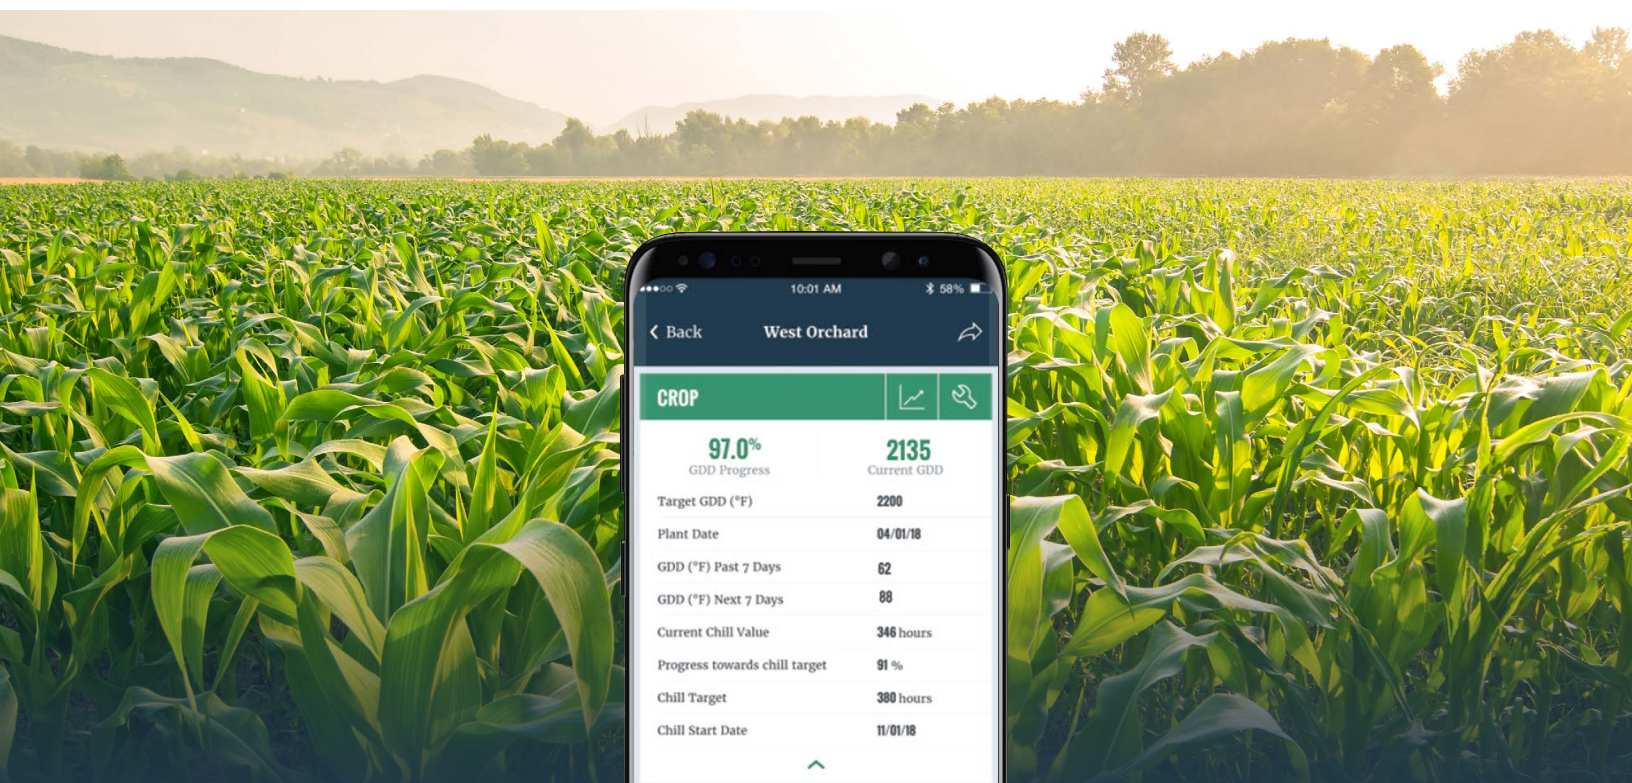 10:01 AM 58%
Back West Orchard
CROP
97.0% 2135
GDD Progress Current GDD
Target GDD (°F) 2200
Plant Date 04/01/18
GDD (°F) Past 7 Days 62
GDD (°F) Next 7 Days 88
Current Chill Value 346 hours
Progress towards chill target 91 %
Chill Target 380 hours
Chill Start Date 11/01/18